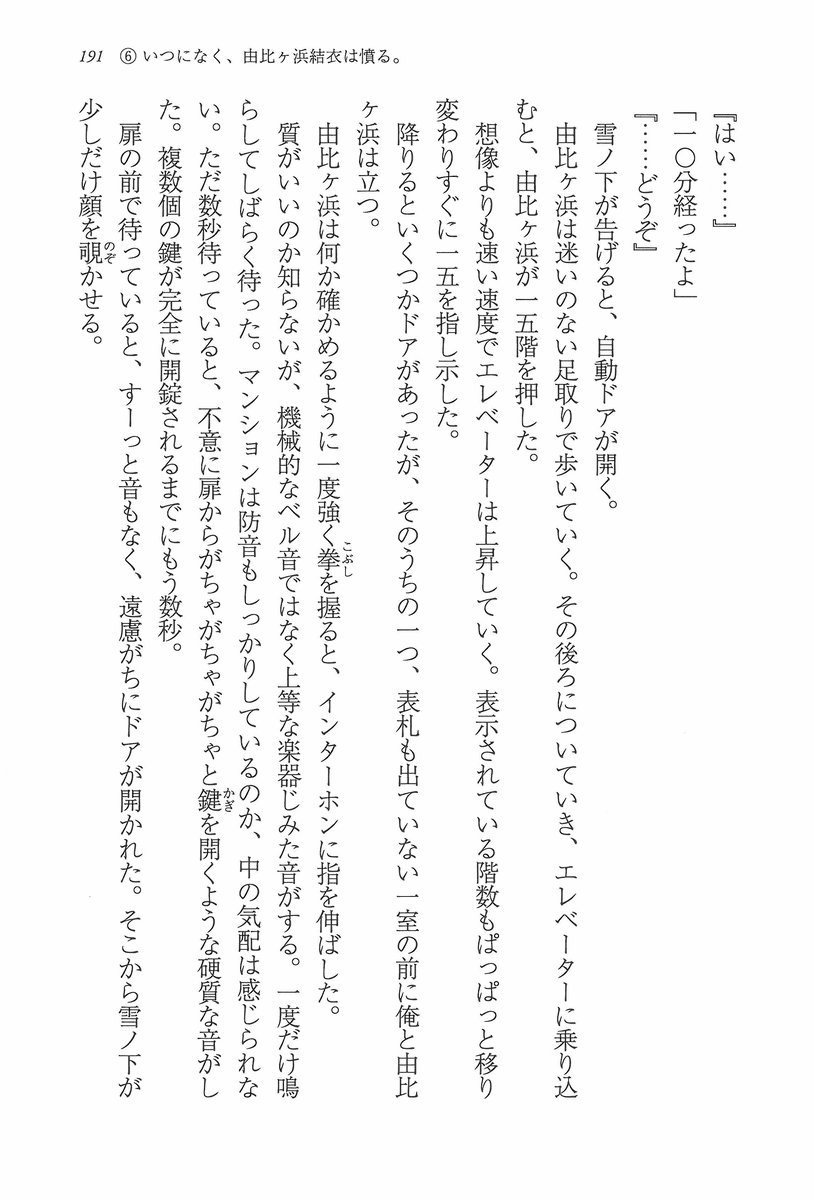 191 ⑥いつになく、由比ヶ浜結衣は憤る。
『はい……』
「一〇分経ったよ」
『……どうぞ』
雪ノ下が告げると、自動ドアが開く。
由比ヶ浜は迷いのない足取りで歩いていく。その後ろについていき、エレベーターに乗り込
むと、由比ヶ浜が一五階を押した。
想像よりも速い速度でエレベーターは上昇していく。表示されている階数もぱっぱっと移り
変わりすぐに一五を指し示した。
降りるといくつかドアがあったが、そのうちの一つ、表札も出ていない一室の前に俺と由比
ヶ浜は立つ。
由比ヶ浜は何か確かめるように一度強く拳こぶしを握ると、インターホンに指を伸ばした。
質がいいのか知らないが、機械的なベル音ではなく上等な楽器じみた音がする。一度だけ鳴
らしてしばらく待った。マンションは防音もしっかりしているのか、中の気配は感じられな
い。ただ数秒待っていると、不意に扉からがちゃがちゃがちゃと鍵かぎを開くような硬質な音がし
た。複数個の鍵が完全に開錠されるまでにもう数秒。
扉の前で待っていると、すーっと音もなく、遠慮がちにドアが開かれた。そこから雪ノ下が
少しだけ顔を覗のぞかせる。